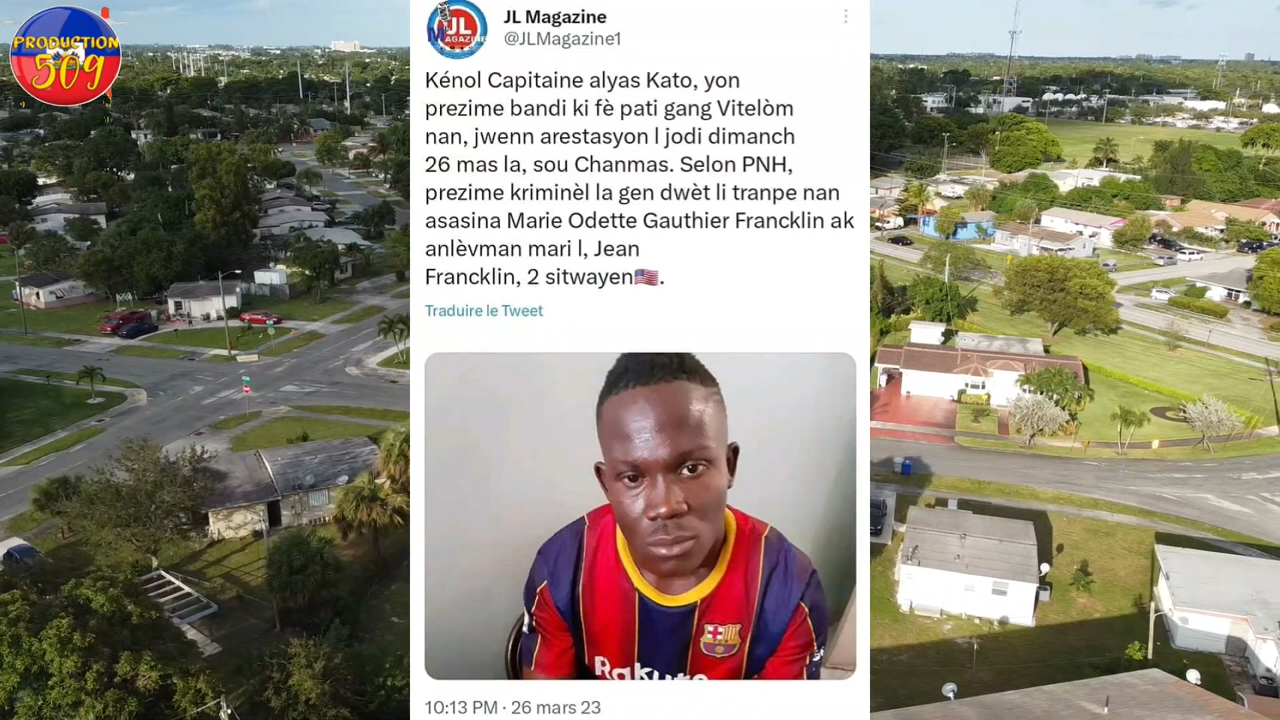 PRODUCTION
509
JL
MAGAZINE
JL Magazine
@JLMagazine1
Kénol Capitaine alyas Kato, yon
prezime bandi ki fè pati gang Vitelòm
nan, jwenn arestasyon l jodi dimanch
26 mas la, sou Chanmas. Selon PNH,
prezime kriminèl la gen dwèt li tranpe nan
asasina Marie Odette Gauthier Francklin ak
anlèvman mari l, Jean
Francklin, 2 sitwayen🇺🇸.
Traduire le Tweet
FCB
Rakuten
10:13 PM · 26 mars 23